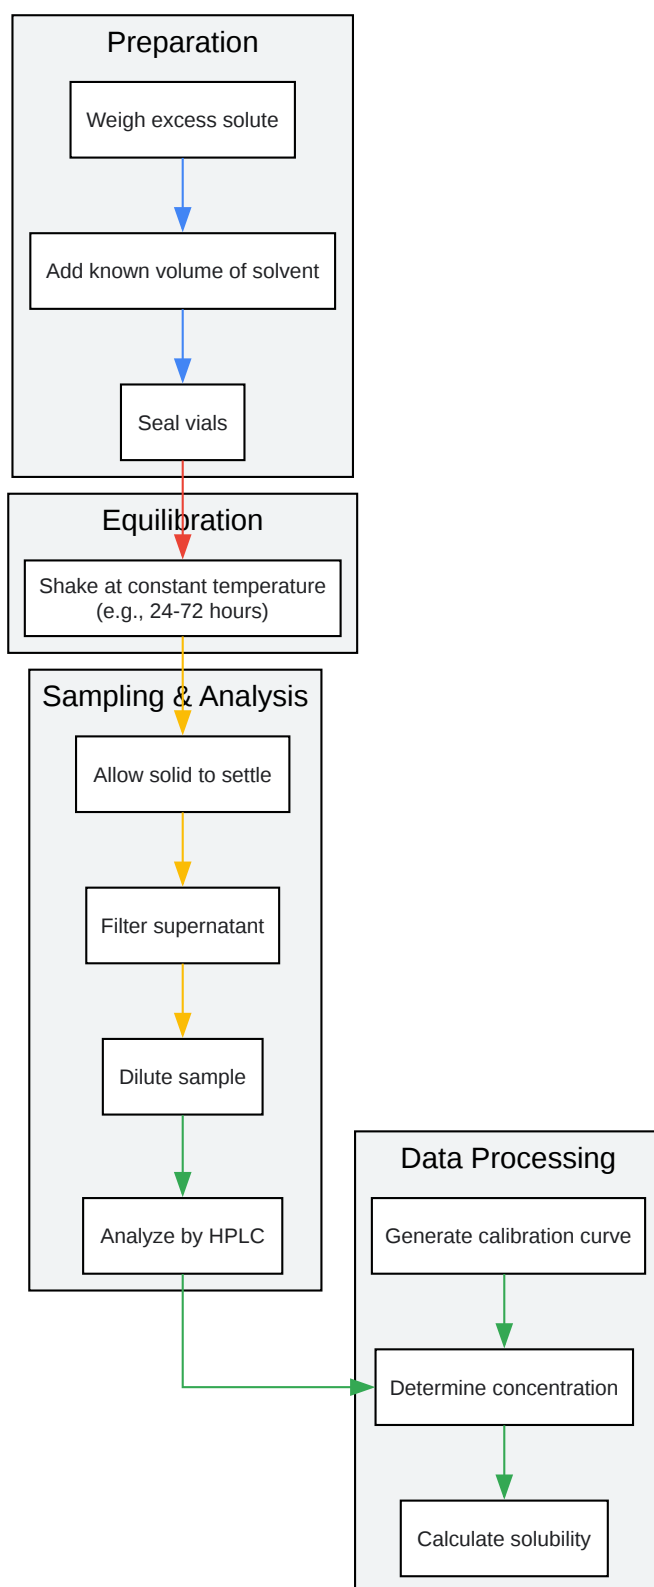 Preparation
Weigh excess solute
Add known volume of solvent
Seal vials
Equilibration
Shake at constant temperature
(e.g., 24-72 hours)
Sampling & Analysis
Allow solid to settle
Filter supernatant
Dilute sample
Analyze by HPLC
Data Processing
Generate calibration curve
Determine concentration
Calculate solubility